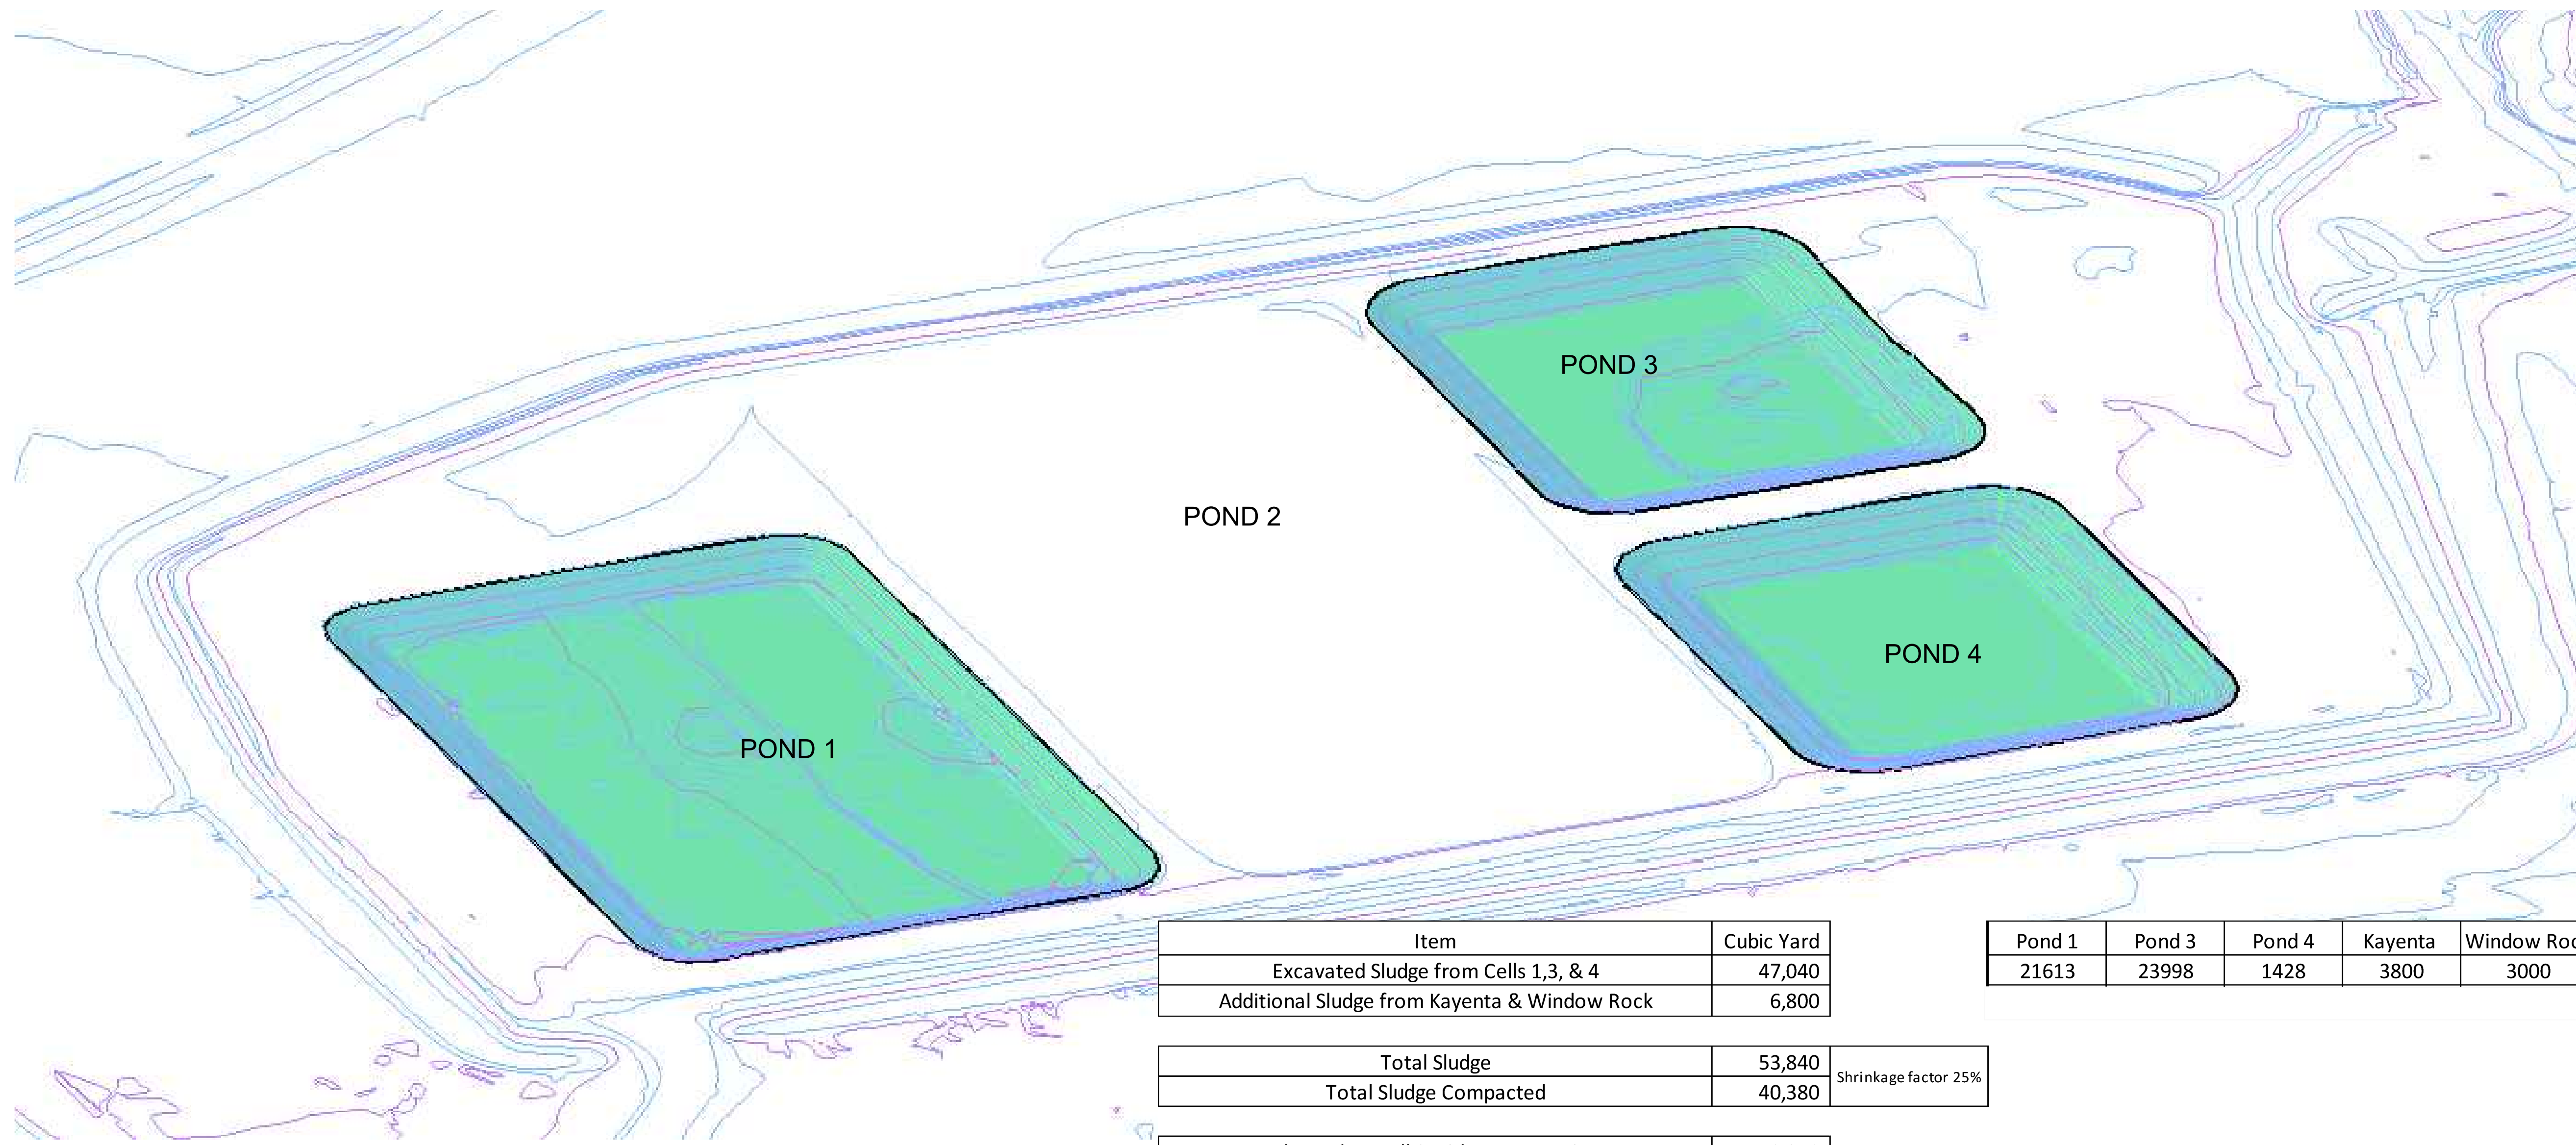 POND 3
POND 2
POND 4
POND 1
Item Cubic Yard
Excavated Sludge from Cells 1,3, & 4 47,040
Additional Sludge from Kayenta & Window Rock 6,800
Pond 1 Pond 3 Pond 4 Kayenta Window
21613 23998 1428 3800 3000
Total Sludge 53,840
Total Sludge Compacted 40,380
Shrinkage factor 25%